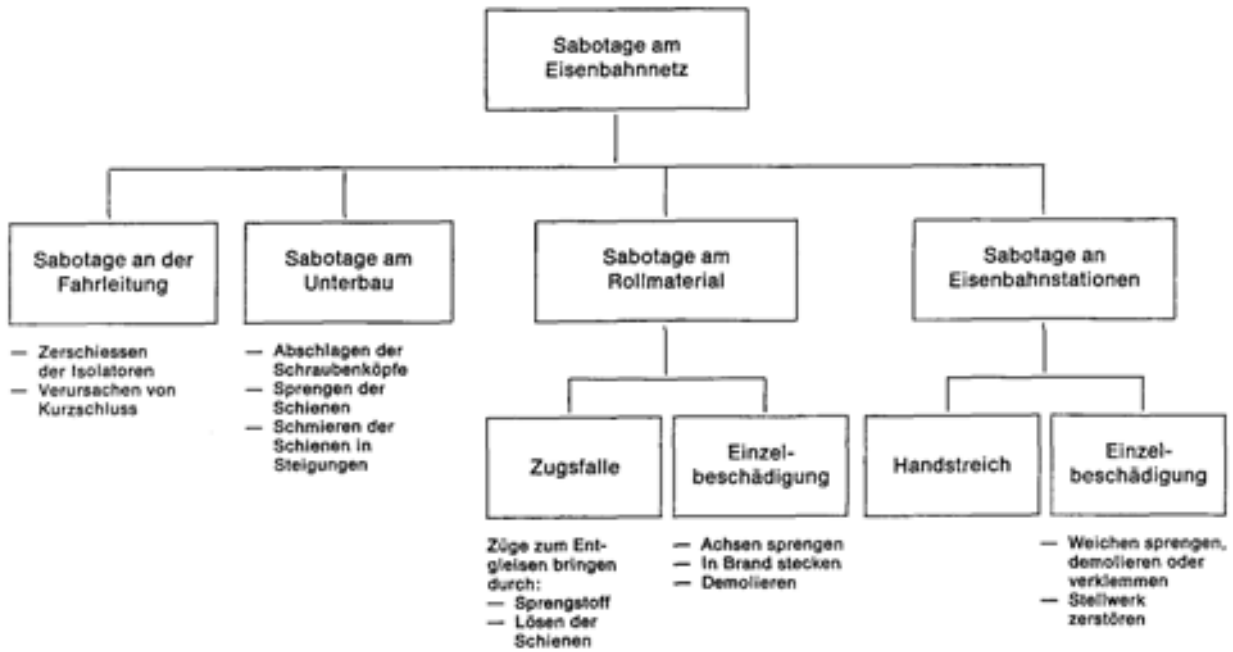 Sabotage am
Eisenbahnnetz
Sabotage an der
Fahrleitung
— Zerschiessen
der Isolatoren
— Verursachen von
Kurzschluss
Sabotage am
Unterbau
— Abschlagen der
Schraubenköpfe
— Sprengen der
Schienen
— Schmieren der
Schienen in
Steigungen
Sabotage am
Rollmaterial
Zugsfalle
Züge zum Ent-
gleisen bringen
durch:
— Sprengstoff
— Lösen der
Schienen
Einzel-
beschädigung
— Achsen sprengen
— In Brand stecken
— Demolieren
Sabotage an
Eisenbahnstationen
Handstreich
Einzel-
beschädigung
— Weichen sprengen,
demolieren oder
verklemmen
— Stellwerk
zerstören